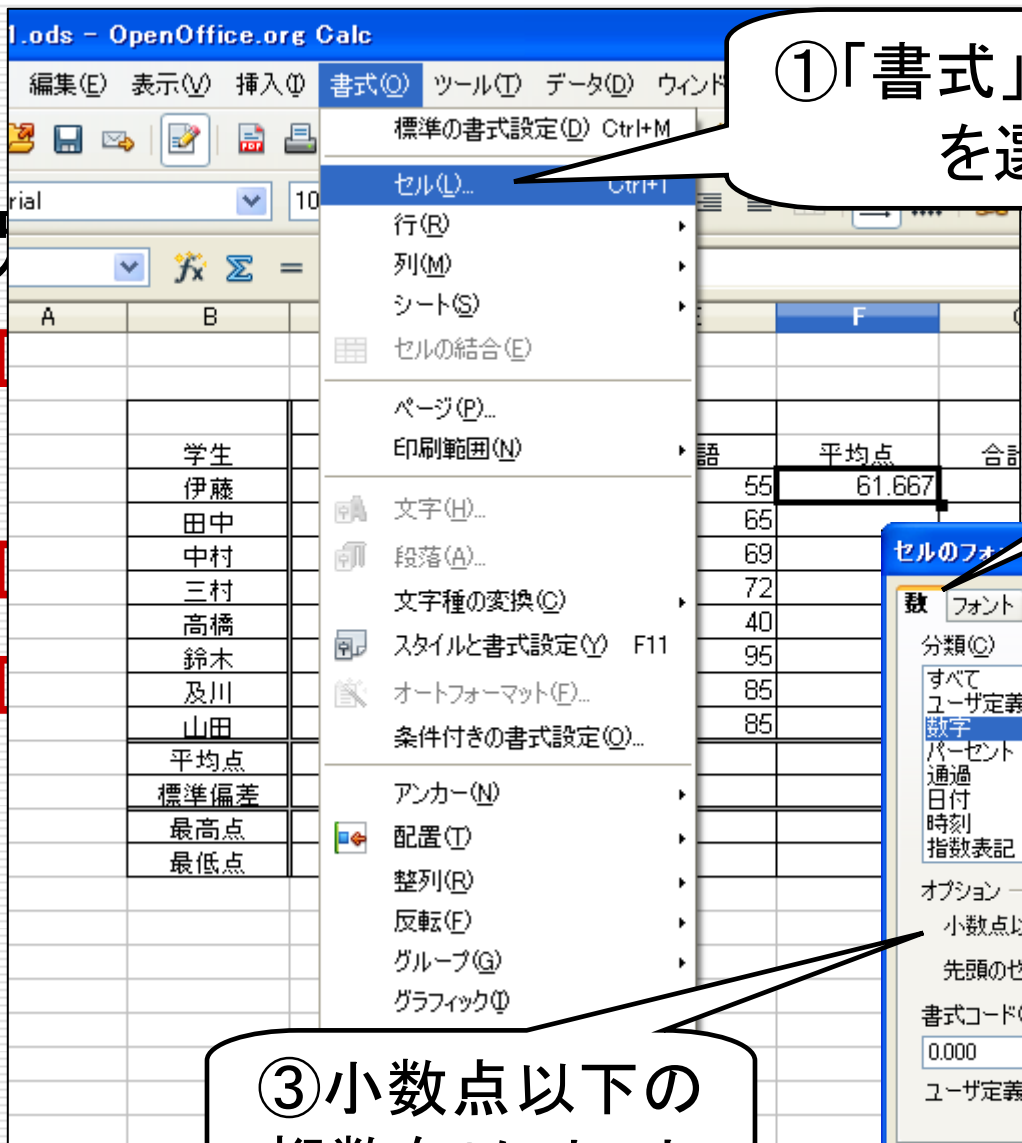 1.ods - OpenOffice.org Calc
編集(E) 表示(V) 挿入(I) 書式(O) ツール(T) データ(D) ウィンド
①「書式」
を選
標準の書式設定(D) Ctrl+M
rial 10
セル(L)... Ctrl+1
行(R)
列(M)
シート(S)
セルの結合(E)
ページ(P)...
印刷範囲(N)
文字(H)...
段落(A)...
文字種の変換(C)
スタイルと書式設定(Y) F11
オートフォーマット(F)...
条件付きの書式設定(O)...
アンカー(N)
配置(T)
整列(R)
反転(F)
グループ(G)
グラフィック(I)
A B F
学生 語 平均点 合計
伊藤 55 61.667
田中 65
中村 69
三村 72
高橋 40
鈴木 95
及川 85
山田 85
平均点
標準偏差
最高点
最低点
セルのフォー
数 フォント
分類(C)
すべて
ユーザ定義
数字
パーセント
通過
日付
時刻
指数表記
オプション
小数点以
先頭のゼ
書式コード(
0.000
ユーザ定義
③小数点以下の